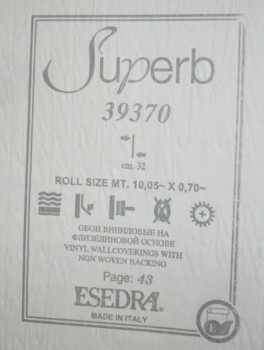 Superb
39370
cm. 32
ROLL SIZE MT. 10,05~ X 0,70~
ОБОИ ВИНИЛОВЫЕ НА
ФЛИЗЕЛИНОВОЙ ОСНОВЕ
VINYL WALLCOVERINGS WITH
NON WOVEN BACKING
Page: 43
ESEDRA
MADE IN ITALY